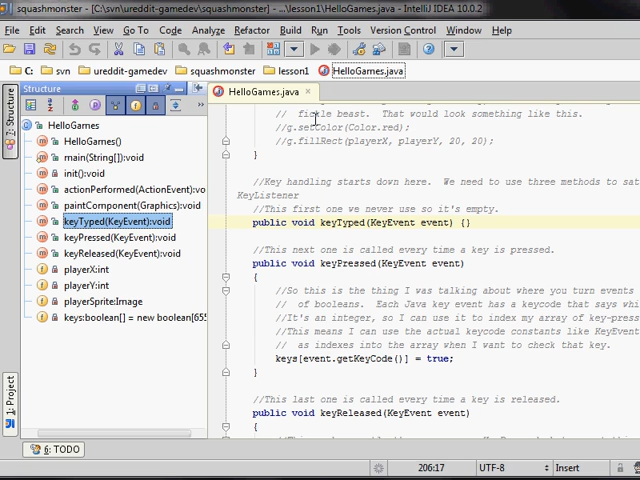 squashmonster - [C:\svn\ureddit-gamedev\squashmonster] - ...\lesson1\HelloGames.java - IntelliJ IDEA 10.0.2
File Edit Search View Go To Code Analyze Refactor Build Run Tools Version Control Window Help
C: svn ureddit-gamedev squashmonster lesson1 HelloGames.java
Structure
HelloGames.java
HelloGames
HelloGames()
main(String[]):void
init():void
actionPerformed(ActionEvent):vo
paintComponent(Graphics):void
keyTyped(KeyEvent):void
keyPressed(KeyEvent):void
keyReleased(KeyEvent):void
playerX:int
playerY:int
playerSprite:Image
keys:boolean[] = new boolean[655
// fickle beast. That would look something like this.
//g.setColor(Color.red);
//g.fillRect(playerX, playerY, 20, 20);
}
//Key handling starts down here. We need to use three methods to sat
KeyListener
//This first one we never use so it's empty.
public void keyTyped(KeyEvent event) {}
//This next one is called every time a key is pressed.
public void keyPressed(KeyEvent event)
{
//So this is the thing I was talking about where you turn events
// of booleans. Each Java key event has a keycode that says whi
//It's an integer, so I can use it to index my array of key-press
//This means I can use the actual keycode constants like KeyEvent
// as indexes into the array when I want to check that key.
keys[event.getKeyCode()] = true;
}
//This last one is called every time a key is released.
public void keyReleased(KeyEvent event)
{
7: Structure
1: Project
6: TODO
206:17 UTF-8 Insert